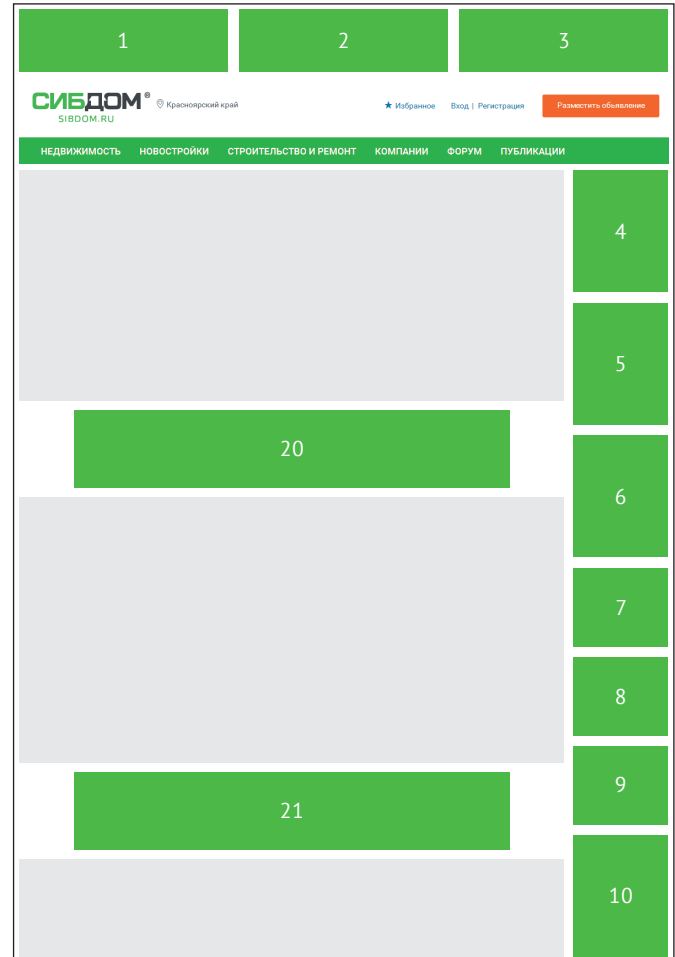 1 2 3
СИБДОМ® Красноярский край ★ Избранное Вход | Регистрация Разместить объявление
SIBDOM.RU
НЕДВИЖИМОСТЬ НОВОСТРОЙКИ СТРОИТЕЛЬСТВО И РЕМОНТ КОМПАНИИ ФОРУМ ПУБЛИКАЦИИ
4
5
20
6
7
8
9
21
10